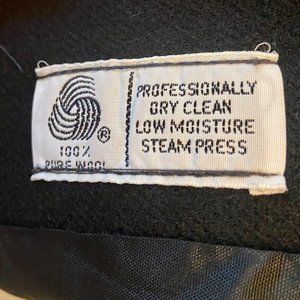 ®
100%
PURE WOOL
PROFESSIONALLY
DRY CLEAN
LOW MOISTURE
STEAM PRESS